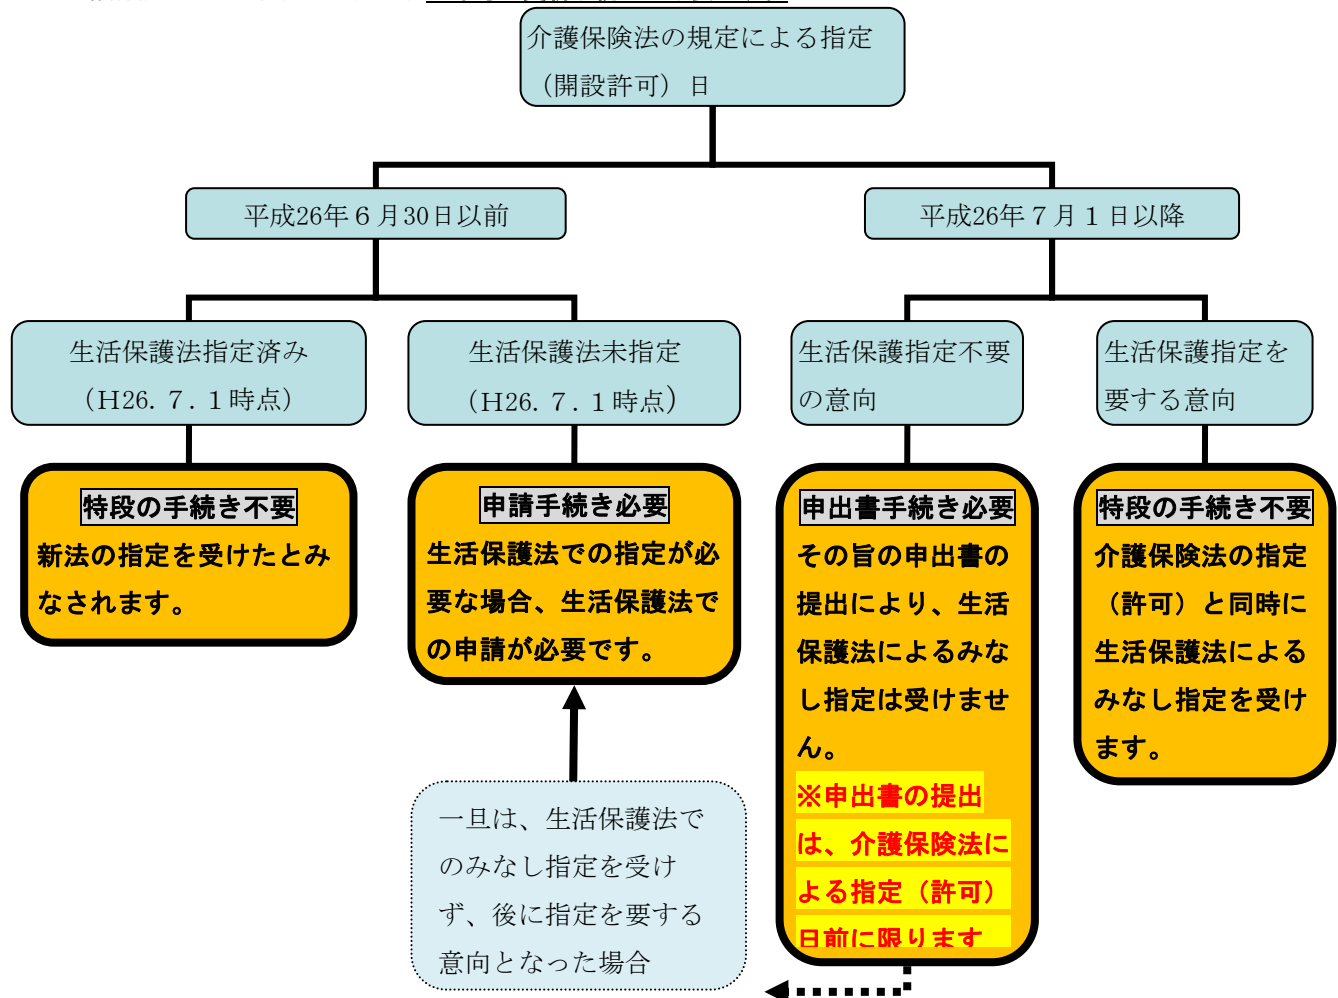 介護保険法の規定による指定
（開設許可）日
平成26年６月30日以前
平成26年７月１日以降
生活保護法指定済み
（H26.７.１時点）
生活保護法未指定
（H26.７.１時点）
生活保護指定不要
の意向
生活保護指定を
要する意向
特段の手続き不要
新法の指定を受けたとみ
なされます。
申請手続き必要
生活保護法での指定が必
要な場合、生活保護法で
の申請が必要です。
申出書手続き必要
その旨の申出書の
提出により、生活
保護法によるみな
し指定は受けませ
ん。
※申出書の提出
は、介護保険法に
よる指定（許可）
日前に限ります
特段の手続き不要
介護保険法の指定
（許可）と同時に
生活保護法による
みなし指定を受け
ます。
一旦は、生活保護法で
のみなし指定を受け
ず、後に指定を要する
意向となった場合